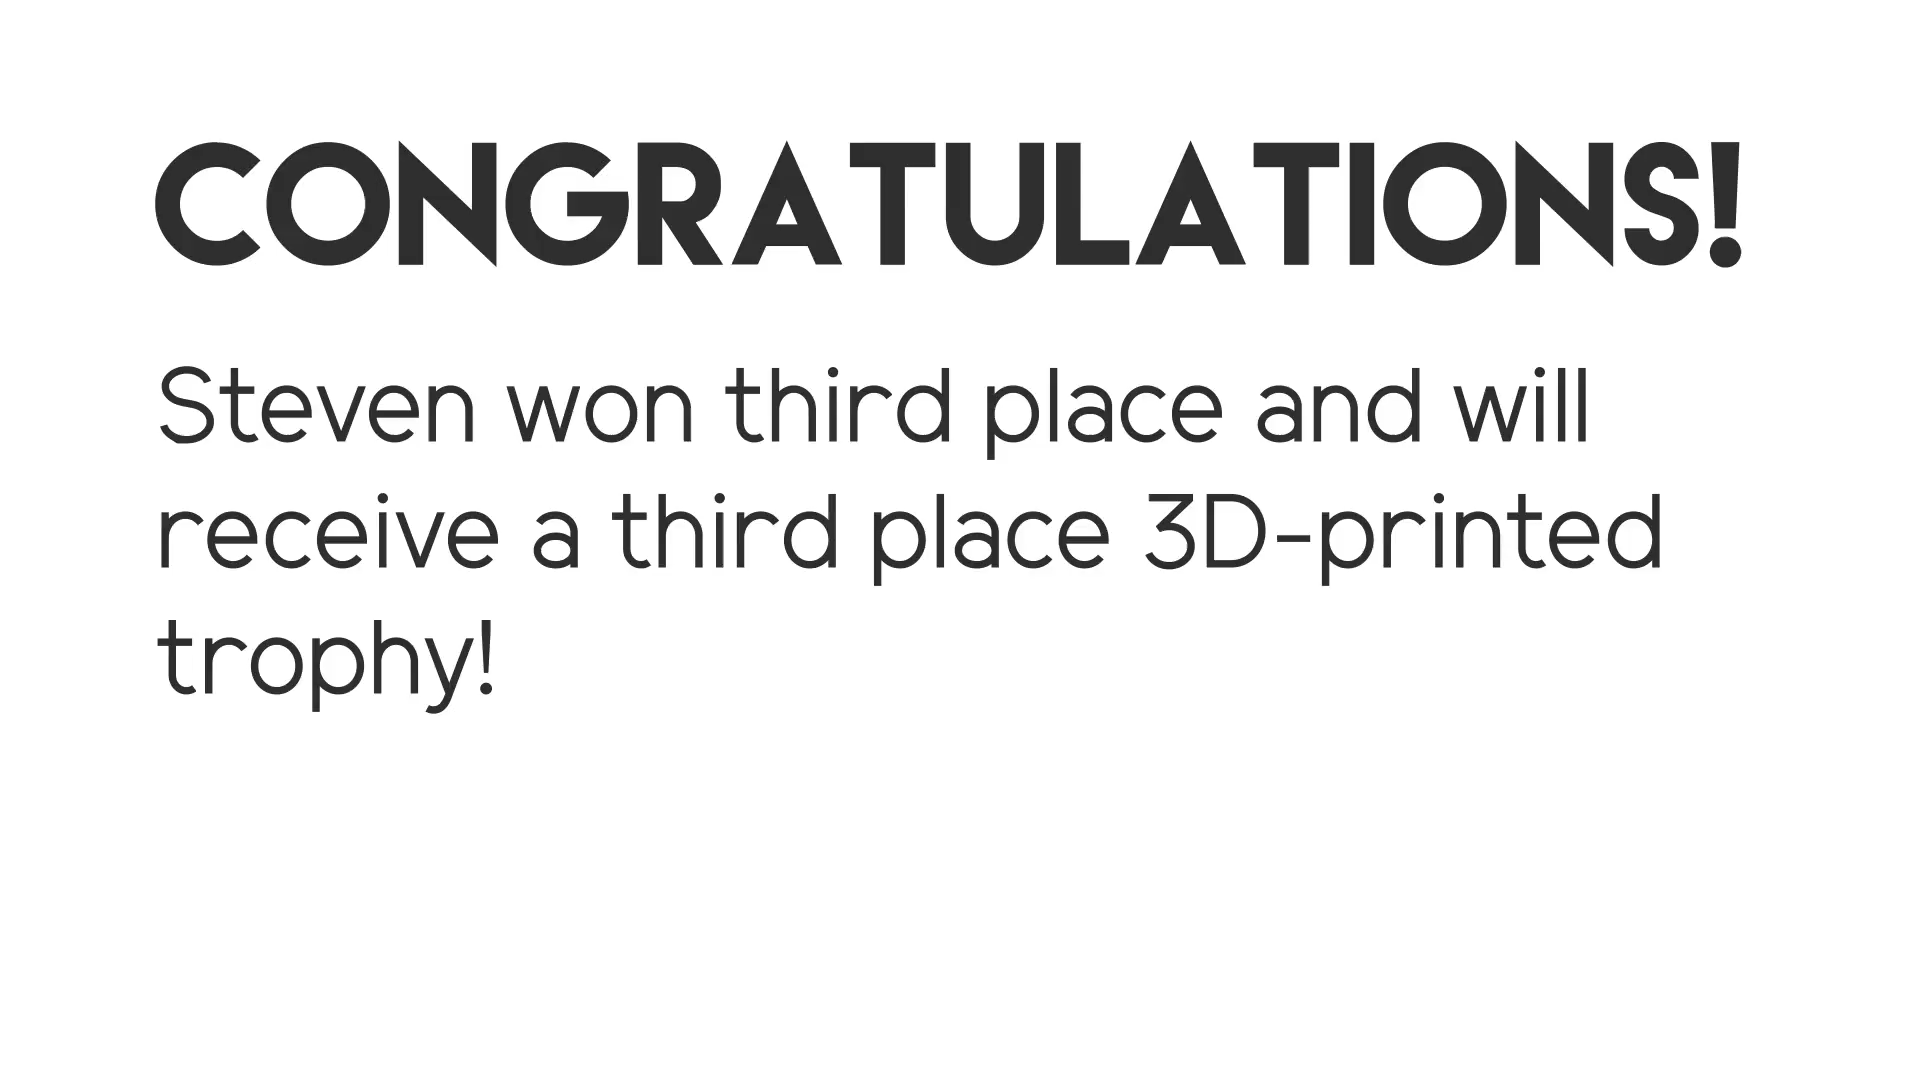 CONGRATULATIONS!
Steven won third place and will
receive a third place 3D-printed
trophy!